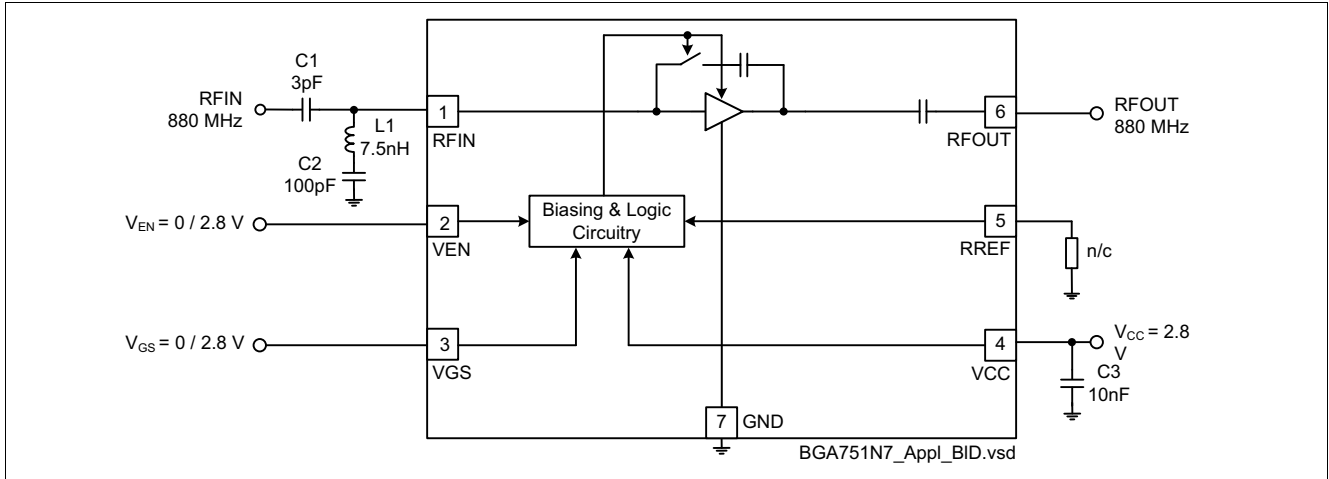 C1
3pF
RFIN
880 MHz
L1
7.5nH
C2
100pF
1
RFIN
6
RFOUT
RFOUT
880 MHz
V_EN = 0 / 2.8 V
2
VEN
Biasing & Logic
Circuitry
5
RREF
n/c
V_GS = 0 / 2.8 V
3
VGS
4
VCC
V_CC = 2.8
V
C3
10nF
7
GND
BGA751N7_Appl_BlD.vsd